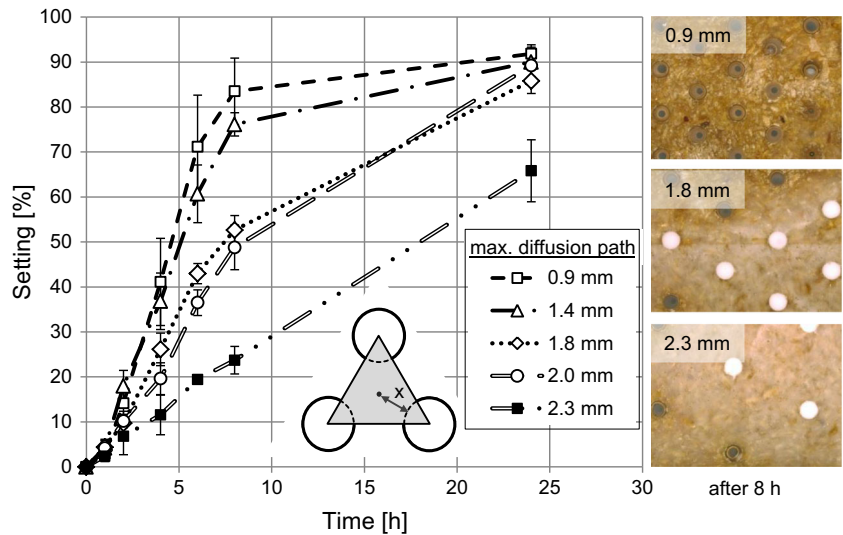 Setting [%]
100
90
80
70
60
50
40
30
20
10
0
0
5
10
15
20
25
30
Time [h]
max. diffusion path
0.9 mm
1.4 mm
1.8 mm
2.0 mm
2.3 mm
x
0.9 mm
1.8 mm
2.3 mm
after 8 h